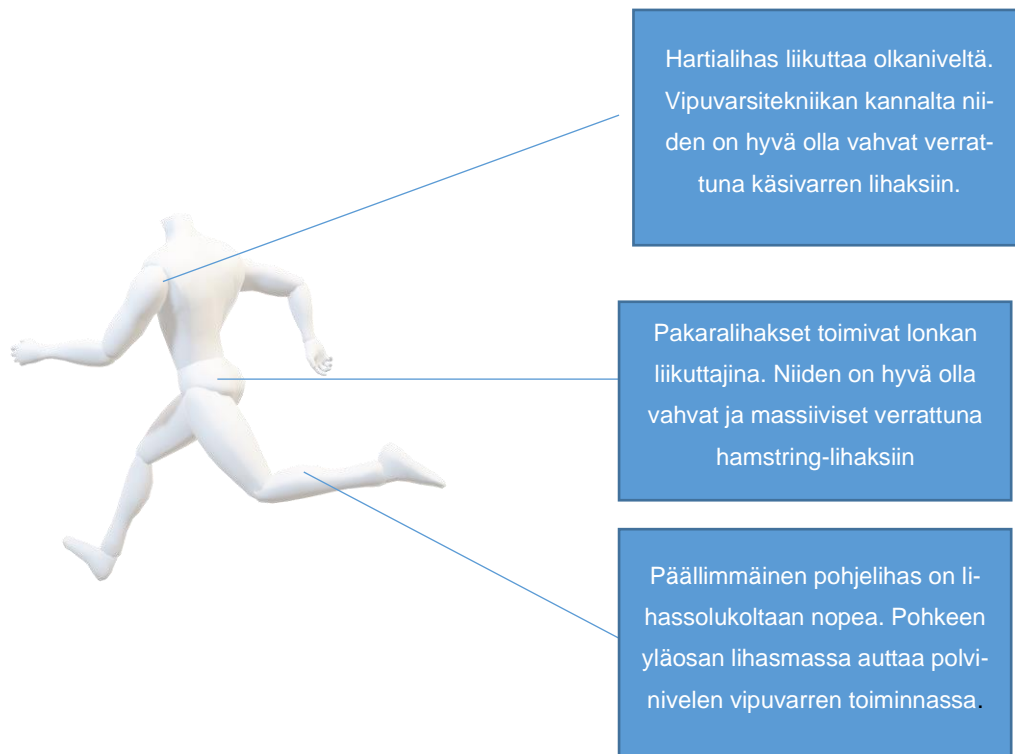 Hartialihas liikuttaa olkaniveltä.
Vipuvarsitekniikan kannalta nii-
den on hyvä olla vahvat verrat-
tuna käsivarren lihaksiin.
Pakaralihakset toimivat lonkan
liikuttajina. Niiden on hyvä olla
vahvat ja massiiviset verrattuna
hamstring-lihaksiin
Päällimmäinen pohjelihas on li-
hassolukoltaan nopea. Pohkeen
yläosan lihasmassa auttaa polvi-
nivelen vipuvarren toiminnassa.